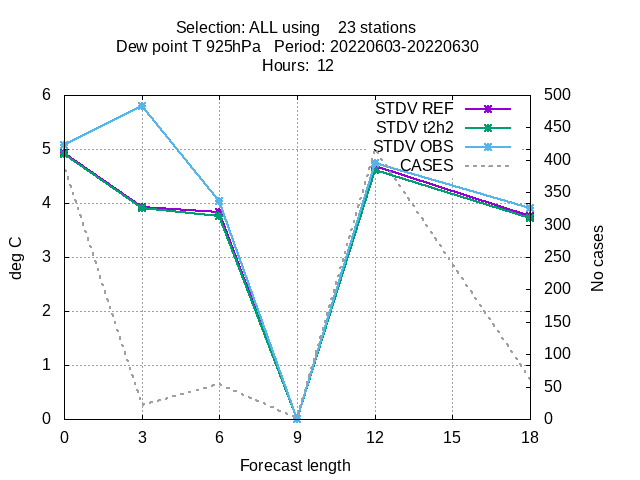 Selection: ALL using    23 stations
Dew point T 925hPa   Period: 20220603-20220630
Hours:  12
6 500
STDV REF
450
STDV t2h2
5 STDV OBS 400
CASES
350
4
300
3 250
200
2
150
1 100
50
0 0
0 3 6 9 12 15 18
deg C
No cases
Forecast length